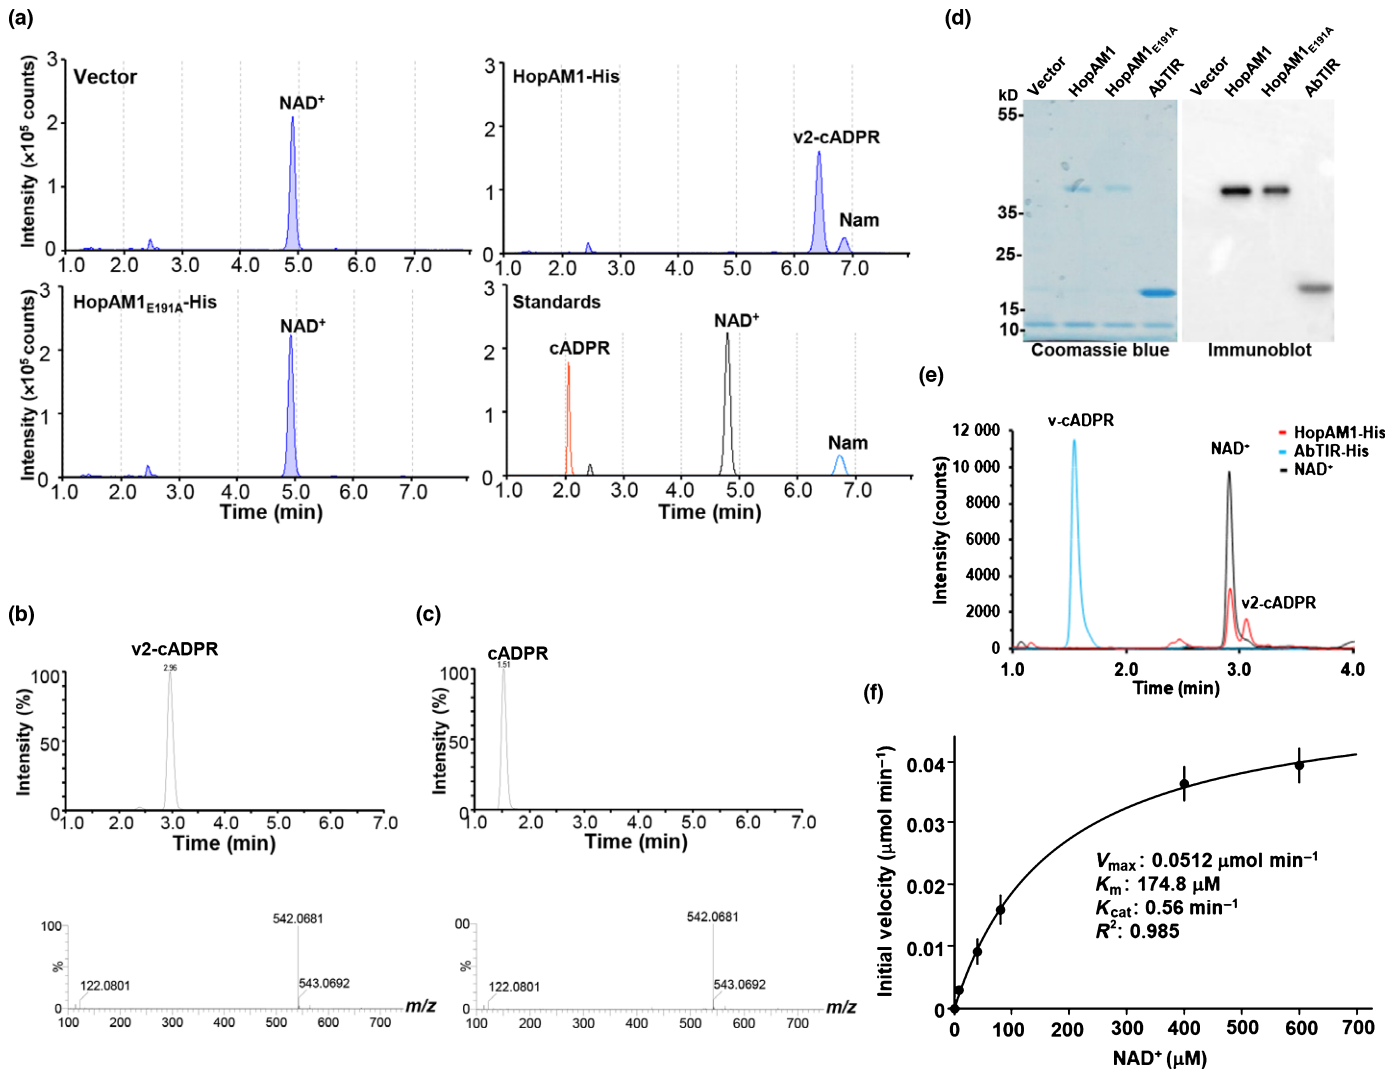 (a)
Vector
NAD+
Intensity (×10⁵ counts)
3
2
1
0
1.0 2.0 3.0 4.0 5.0 6.0 7.0
HopAM1-His
v2-cADPR
Nam
3
2
1
0
1.0 2.0 3.0 4.0 5.0 6.0 7.0
HopAM1E191A-His
NAD+
Intensity (×10⁵ counts)
3
2
1
0
1.0 2.0 3.0 4.0 5.0 6.0 7.0
Time (min)
Standards
cADPR
NAD+
Nam
3
2
1
0
1.0 2.0 3.0 4.0 5.0 6.0 7.0
Time (min)
(b)
v2-cADPR
2.96
Intensity (%)
100
50
0
1.0 2.0 3.0 4.0 5.0 6.0 7.0
Time (min)
100
%
0
542.0681
122.0801
543.0692
m/z
100 200 300 400 500 600 700
(c)
cADPR
1.51
Intensity (%)
100
50
0
1.0 2.0 3.0 4.0 5.0 6.0 7.0
Time (min)
00
%
0
542.0681
122.0801
543.0692
m/z
100 200 300 400 500 600 700
(d)
Vector HopAM1 HopAM1E191A AbTIR Vector HopAM1 HopAM1E191A AbTIR
kD
55
35
25
15
10
Coomassie blue Immunoblot
(e)
v-cADPR
NAD+
v2-cADPR
HopAM1-His
AbTIR-His
NAD+
Intensity (counts)
12 000
10 000
8000
6000
4000
2000
0
1.0 2.0 3.0 4.0
Time (min)
(f)
Initial velocity (μmol min−1)
0.04
0.03
0.02
0.01
0
Vmax: 0.0512 μmol min−1
Km: 174.8 μM
Kcat: 0.56 min−1
R2: 0.985
0 100 200 300 400 500 600 700
NAD+ (μM)